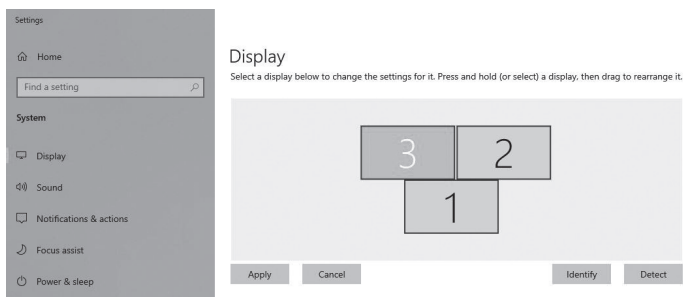 Settings
Home
Find a setting
System
Display
Sound
Notifications & actions
Focus assist
Power & sleep
Display
Select a display below to change the settings for it. Press and hold (or select) a display, then drag to rearrange it.
3 2
1
Apply Cancel Identify Detect